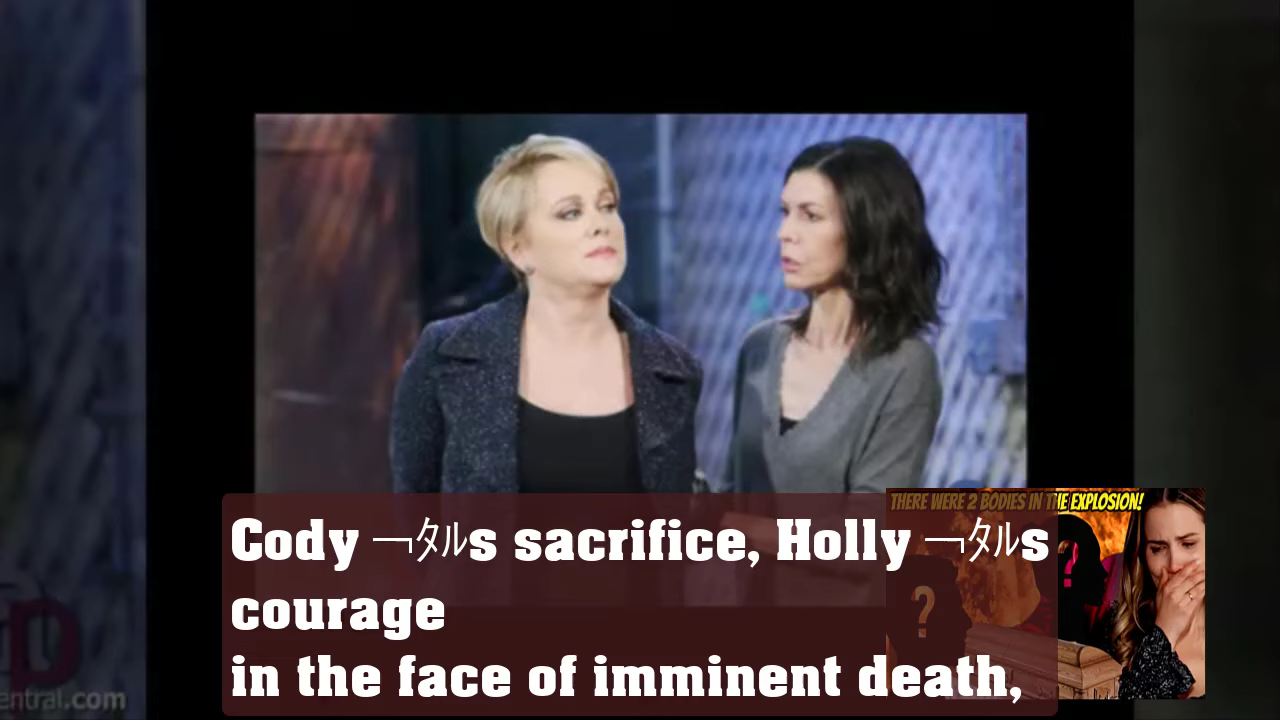 THERE WERE 2 BODIES IN THE EXPLOSION!
Cody ￢ﾀﾙs sacrifice, Holly ￢ﾀﾙs
courage
in the face of imminent death,
?
?
p
entral.com